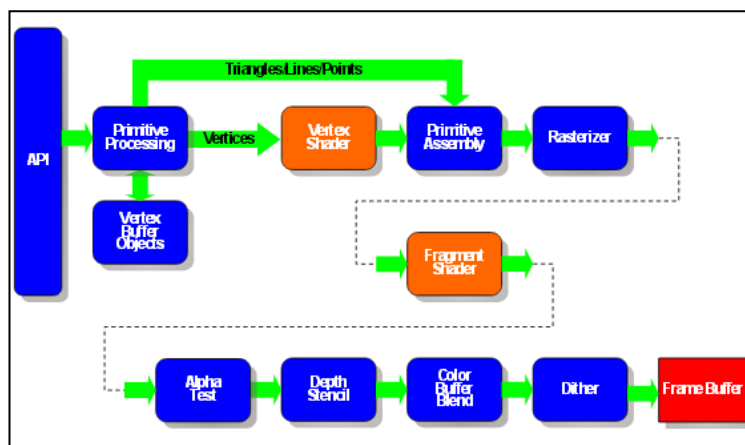 Triangles/Lines/Points
API
Primitive
Processing
Vertices
Vertex
Shader
Primitive
Assembly
Rasterizer
Vertex
Buffer
Objects
Fragment
Shader
Alpha
Test
Depth
Stencil
Color
Buffer
Blend
Dither
Frame Buffer